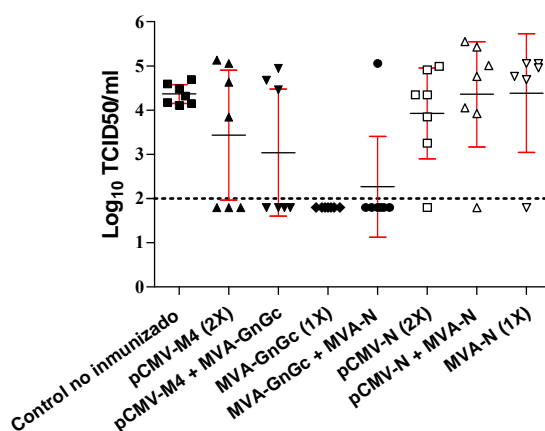 Log10 TCID50/ml
6
5
4
3
2
1
0
Control no inmunizado
pCMV-M4 (2X)
pCMV-M4 + MVA-GnGc
MVA-GnGc (1X)
MVA-GnGc + MVA-N
pCMV-N (2X)
pCMV-N + MVA-N
MVA-N (1X)